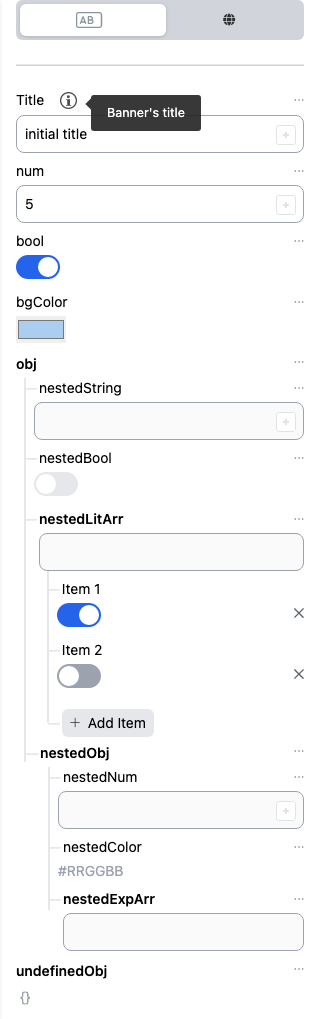 AB
Title
Banner's title
initial title
num
5
bool
bgColor
obj
nestedString
nestedBool
nestedLitArr
Item 1
Item 2
+ Add Item
nestedObj
nestedNum
nestedColor
#RRGGBB
nestedExpArr
undefinedObj
{}